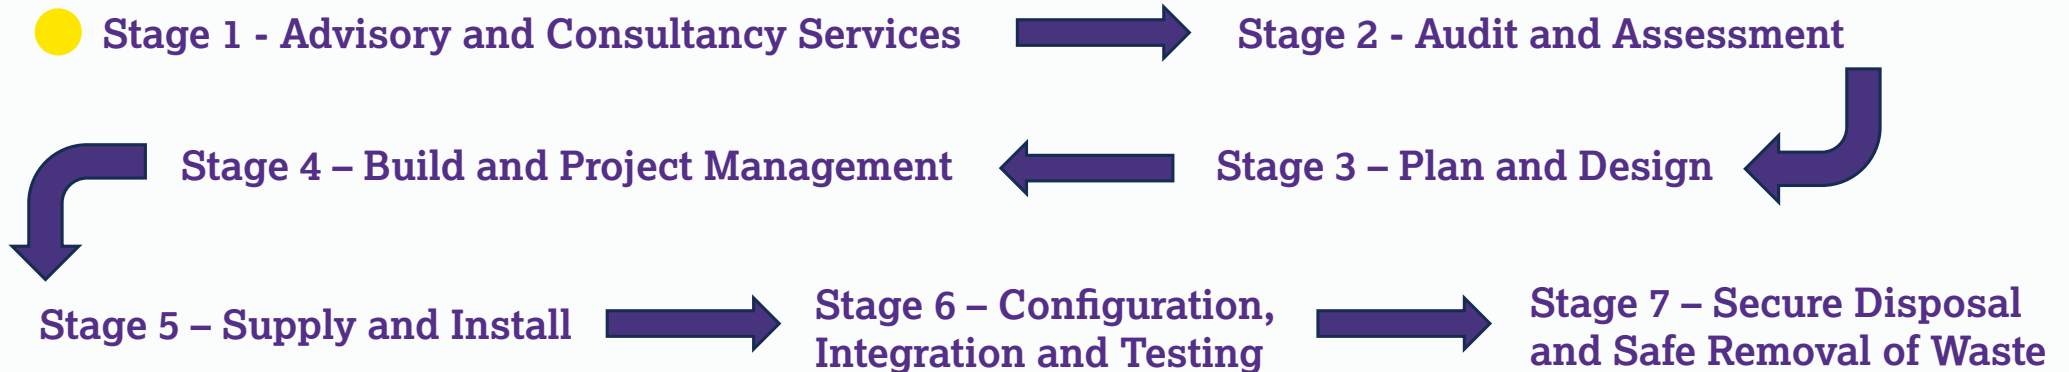 Stage 1 - Advisory and Consultancy Services
Stage 2 - Audit and Assessment
Stage 3 – Plan and Design
Stage 4 – Build and Project Management
Stage 5 – Supply and Install
Stage 6 – Configuration,
Integration and Testing
Stage 7 – Secure Disposal
and Safe Removal of Waste